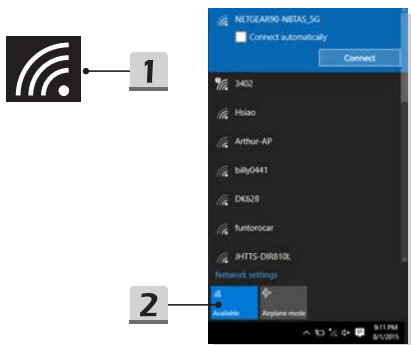 NETGEAR90-NBTAS_5G
Connect automatically
Connect
1
3402
Hsiao
Arthur-AP
billy0441
DK628
funtorocar
JHTTS-DIR810L
Network settings
2
Available
Airplane mode
9:11 PM
8/1/2015